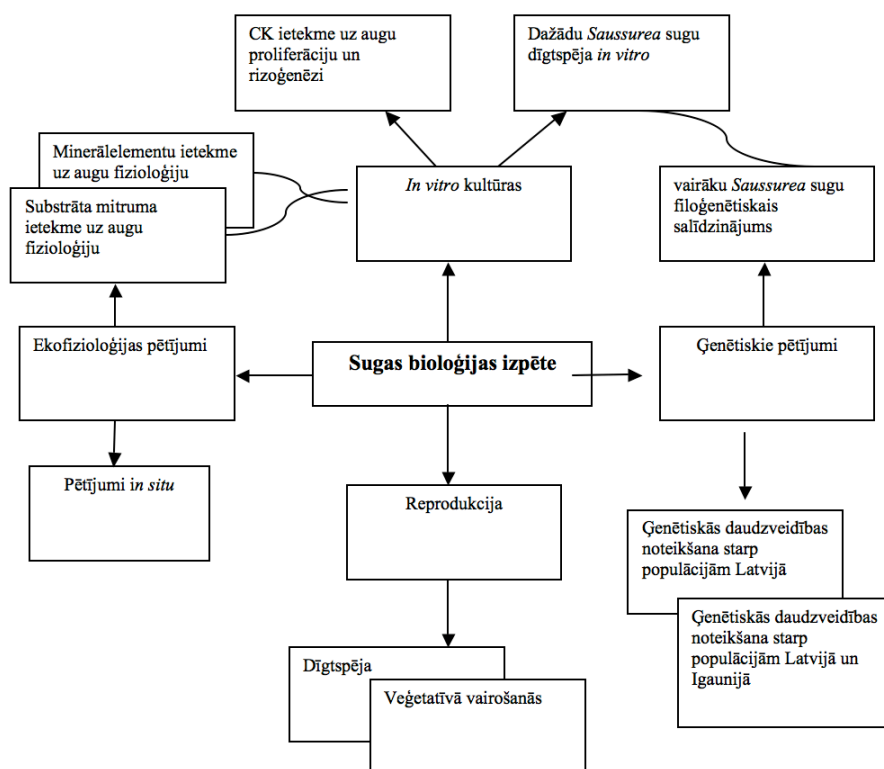 CK ietekme uz augu
proliferāciju un
rizoģenēzi
Dažādu Saussurea sugu
dīgtspēja in vitro
Minerālelementu ietekme
uz augu fizioloģiju
Substrāta mitruma
ietekme uz augu
fizioloģiju
In vitro kultūras
vairāku Saussurea sugu
filoģenētiskais
salīdzinājums
Ekofizioloģijas pētījumi
Sugas bioloģijas izpēte
Ģenētiskie pētījumi
Pētījumi in situ
Reprodukcija
Ģenētiskās daudzveidības
noteikšana starp
populācijām Latvijā
Ģenētiskās daudzveidības
noteikšana starp
populācijām Latvijā un
Igaunijā
Dīgtspēja
Veģetatīvā vairošanās